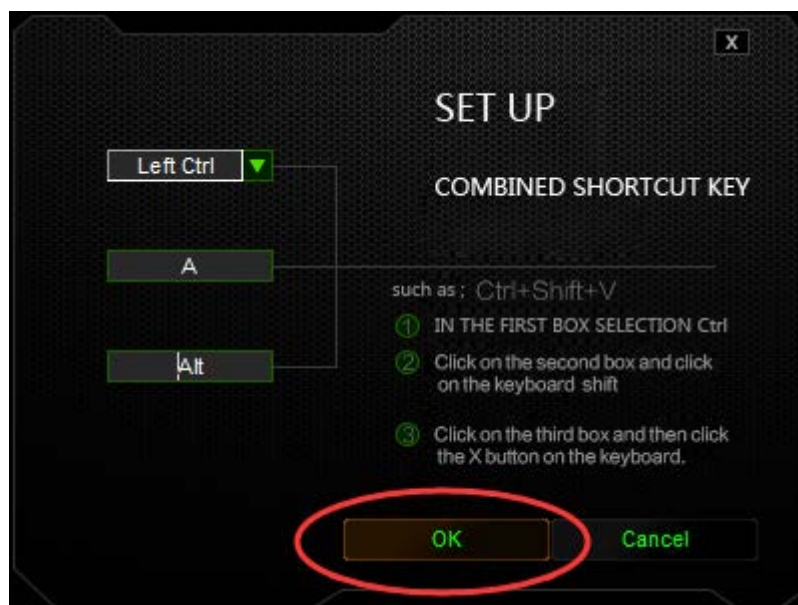 X
SET UP
Left Ctrl
COMBINED SHORTCUT KEY
A
such as ; Ctrl+Shift+V
1 IN THE FIRST BOX SELECTION Ctrl
2 Click on the second box and click
on the keyboard shift
Alt
3 Click on the third box and then click
the X button on the keyboard.
OK
Cancel